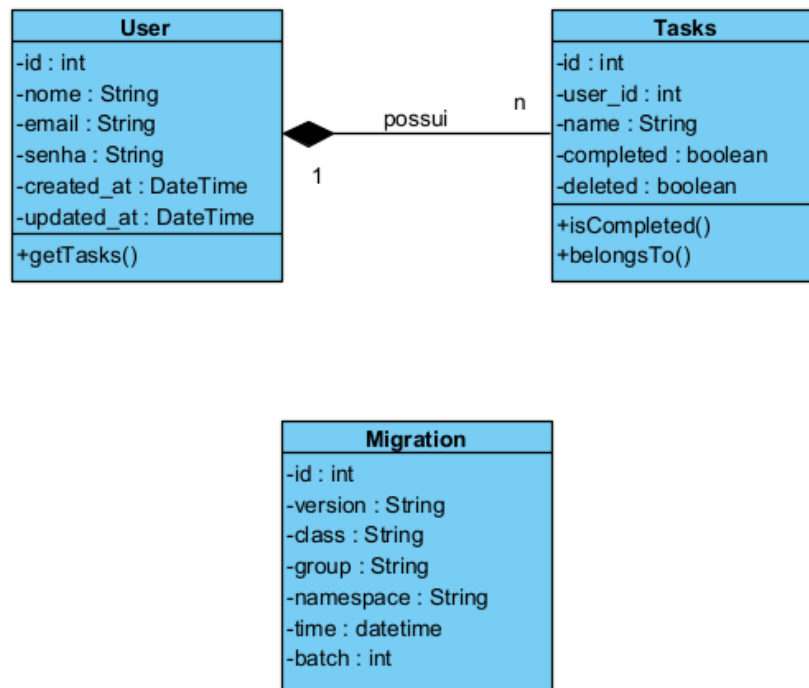 User
-id : int
-nome : String
-email : String
-senha : String
-created_at : DateTime
-updated_at : DateTime
+getTasks()
possui
1
n
Tasks
-id : int
-user_id : int
-name : String
-completed : boolean
-deleted : boolean
+isCompleted()
+belongsTo()
Migration
-id : int
-version : String
-class : String
-group : String
-namespace : String
-time : datetime
-batch : int